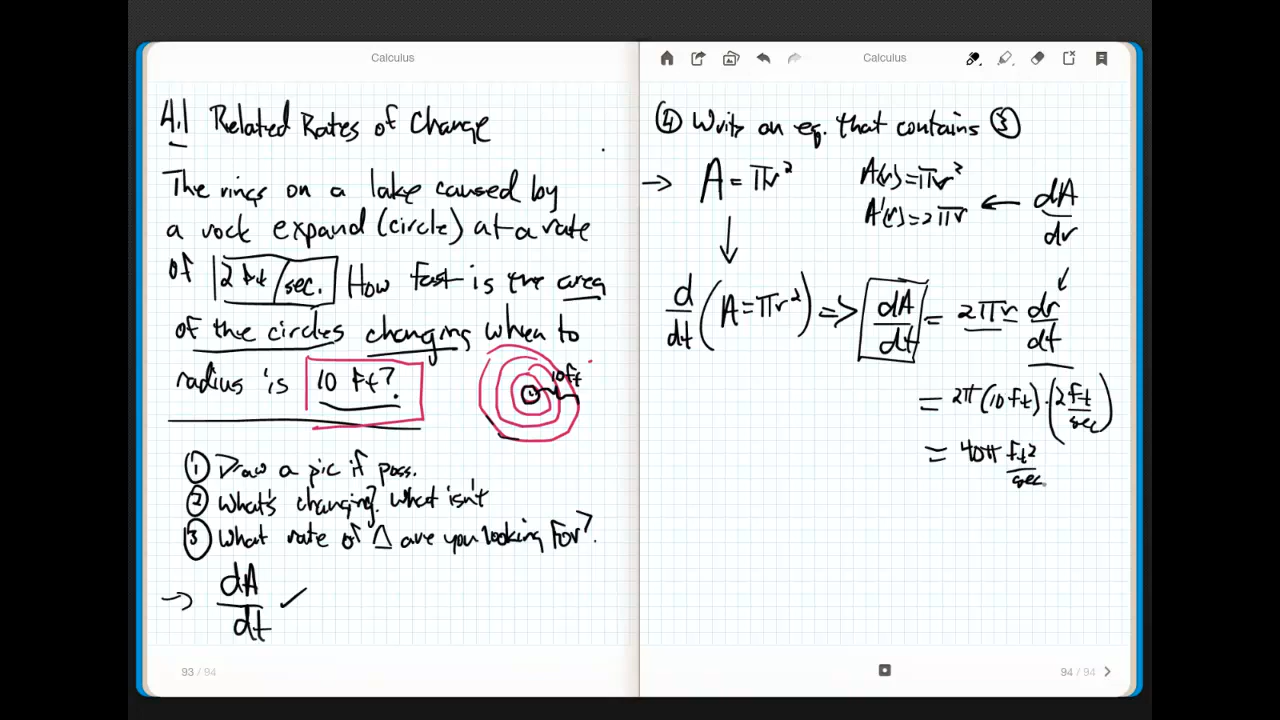 Calculus
4.1 Related Rates of Change
The rings on a lake caused by
a rock expand (circle) at a rate
of 2 ft/sec. How fast is the area
of the circles changing when to
radius is 10 ft?
10ft
① Draw a pic if poss.
② What's changing? What isn't
③ What rate of Δ are you looking for?
→ dA/dt ✓
93 / 94
Calculus
④ Write an eq. that contains ③
→ A = πr²
A(r) = πr²
A'(r) = 2πr ← dA/dr
d/dt (A = πr²) => dA/dt = 2πr dr/dt
= 2π (10 ft) · (2 ft/sec)
= 40π ft²/sec
94 / 94